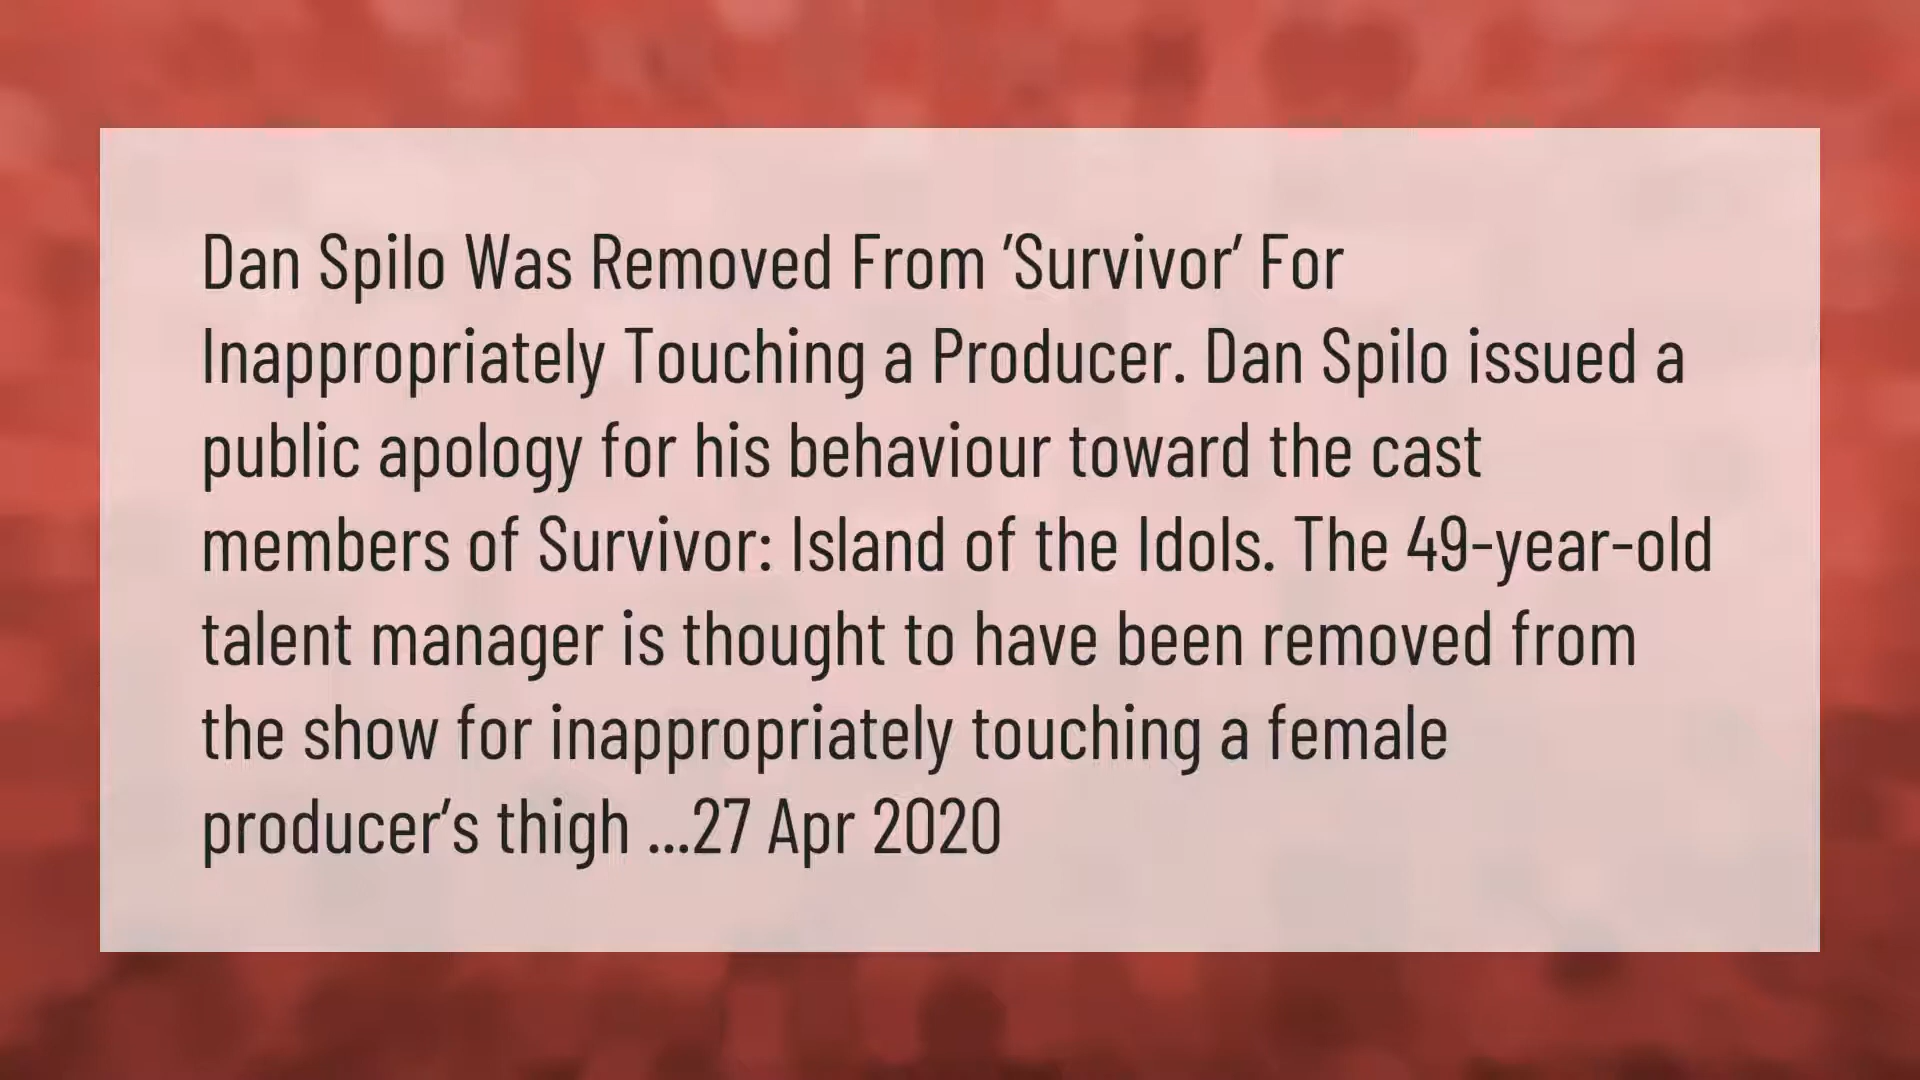 Dan Spilo Was Removed From ‘Survivor’ For
Inappropriately Touching a Producer. Dan Spilo issued a
public apology for his behaviour toward the cast
members of Survivor: Island of the Idols. The 49-year-old
talent manager is thought to have been removed from
the show for inappropriately touching a female
producer’s thigh ...27 Apr 2020